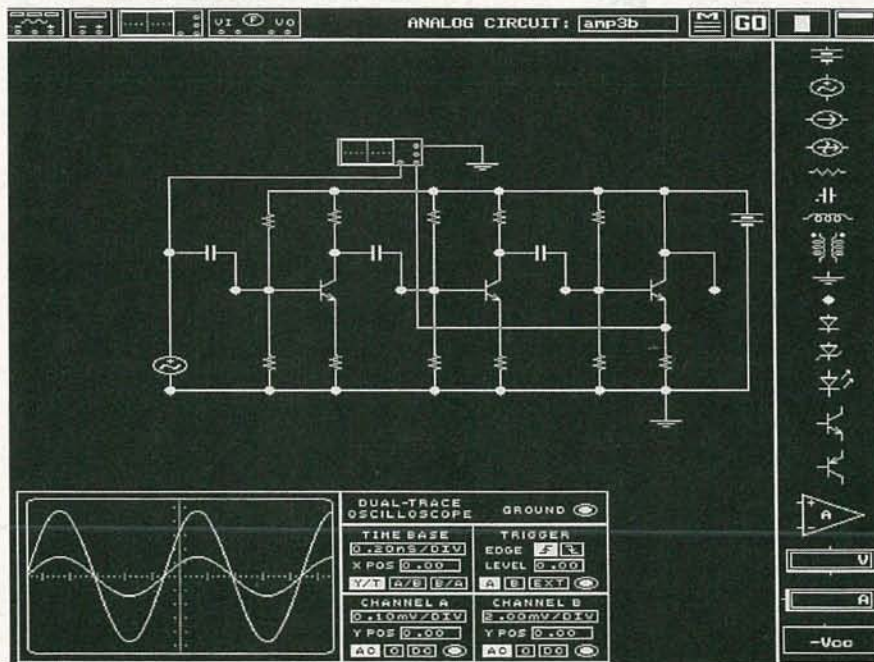 VI F VO ANALOG CIRCUIT: amp3b M GO
A
V
A
-Vcc
DUAL-TRACE
OSCILLOSCOPE GROUND
TIME BASE
0.20mS/DIV
X POS 0.00
Y/T A/B B/A
TRIGGER
EDGE
LEVEL 0.00
A B EXT
CHANNEL A
0.10mV/DIV
Y POS 0.00
AC 0 DC
CHANNEL B
2.00mV/DIV
Y POS 0.00
AC 0 DC